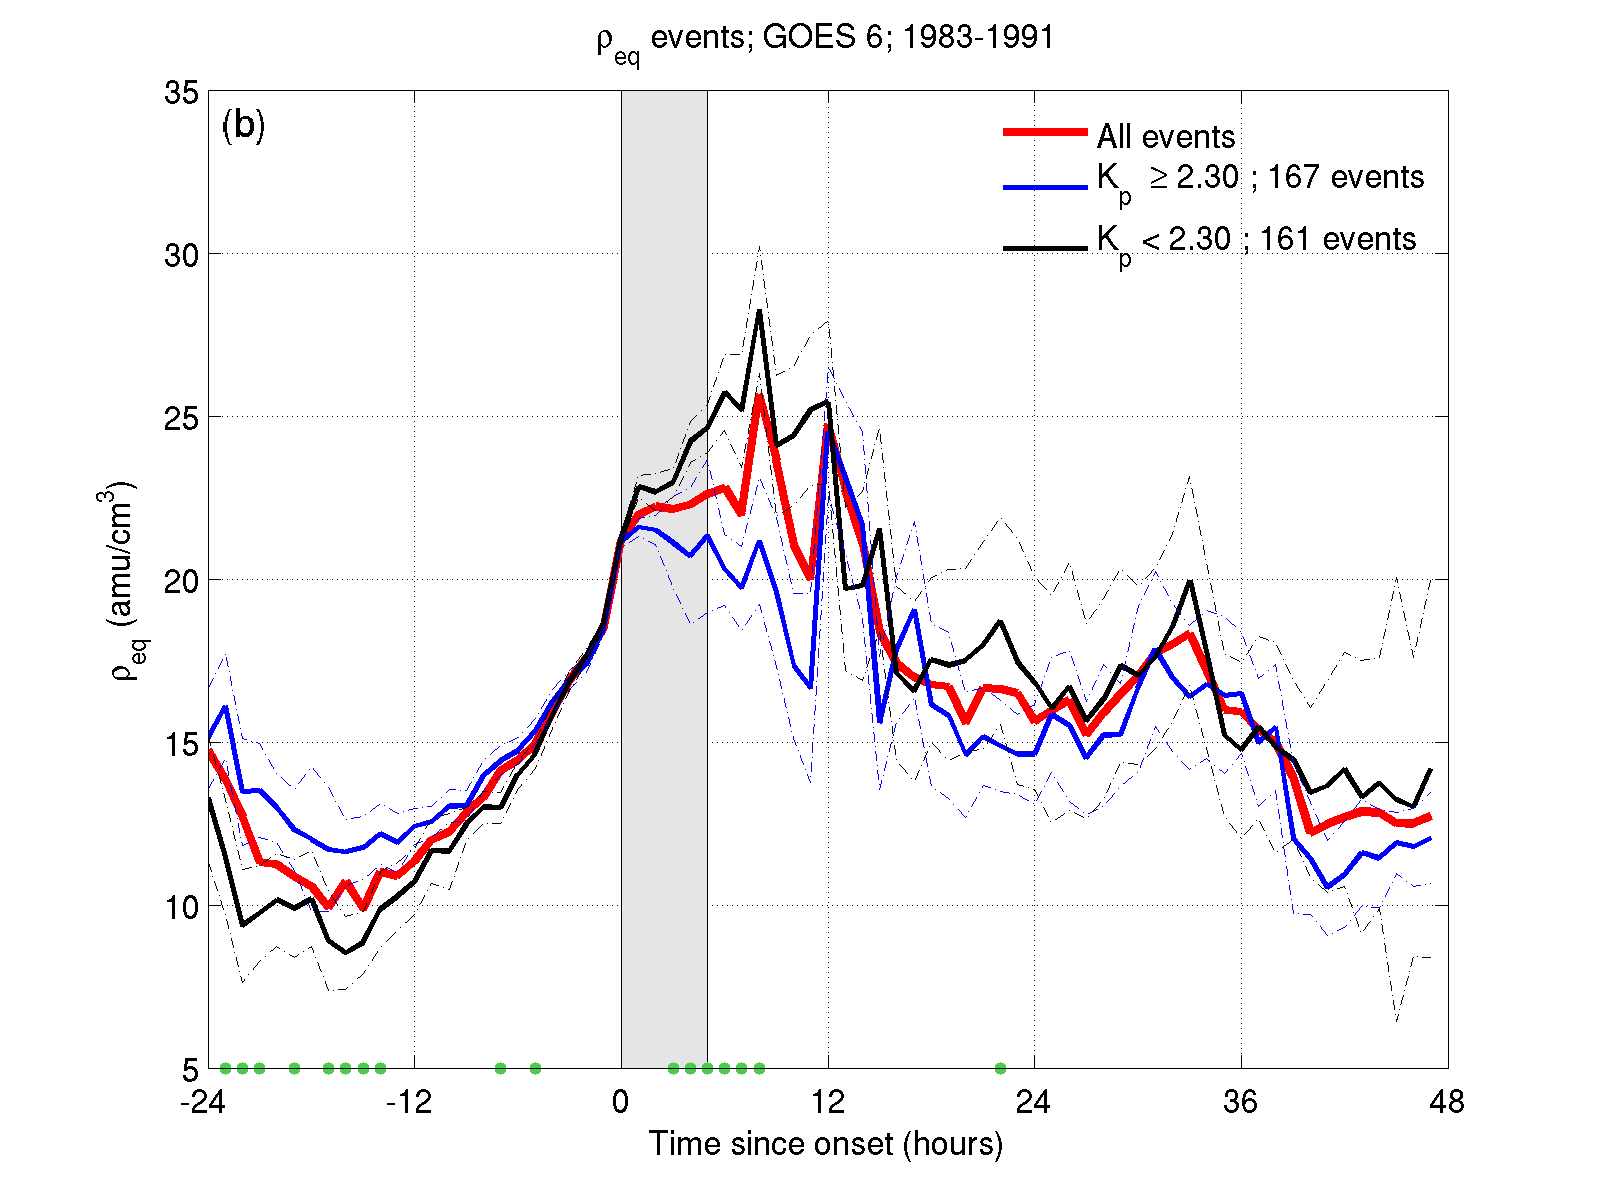 ρeq events; GOES 6; 1983-1991
(b)
All events
Kp ≥ 2.30 ; 167 events
Kp < 2.30 ; 161 events
35
30
25
20
15
10
5
ρeq (amu/cm³)
-24 -12 0 12 24 36 48
Time since onset (hours)